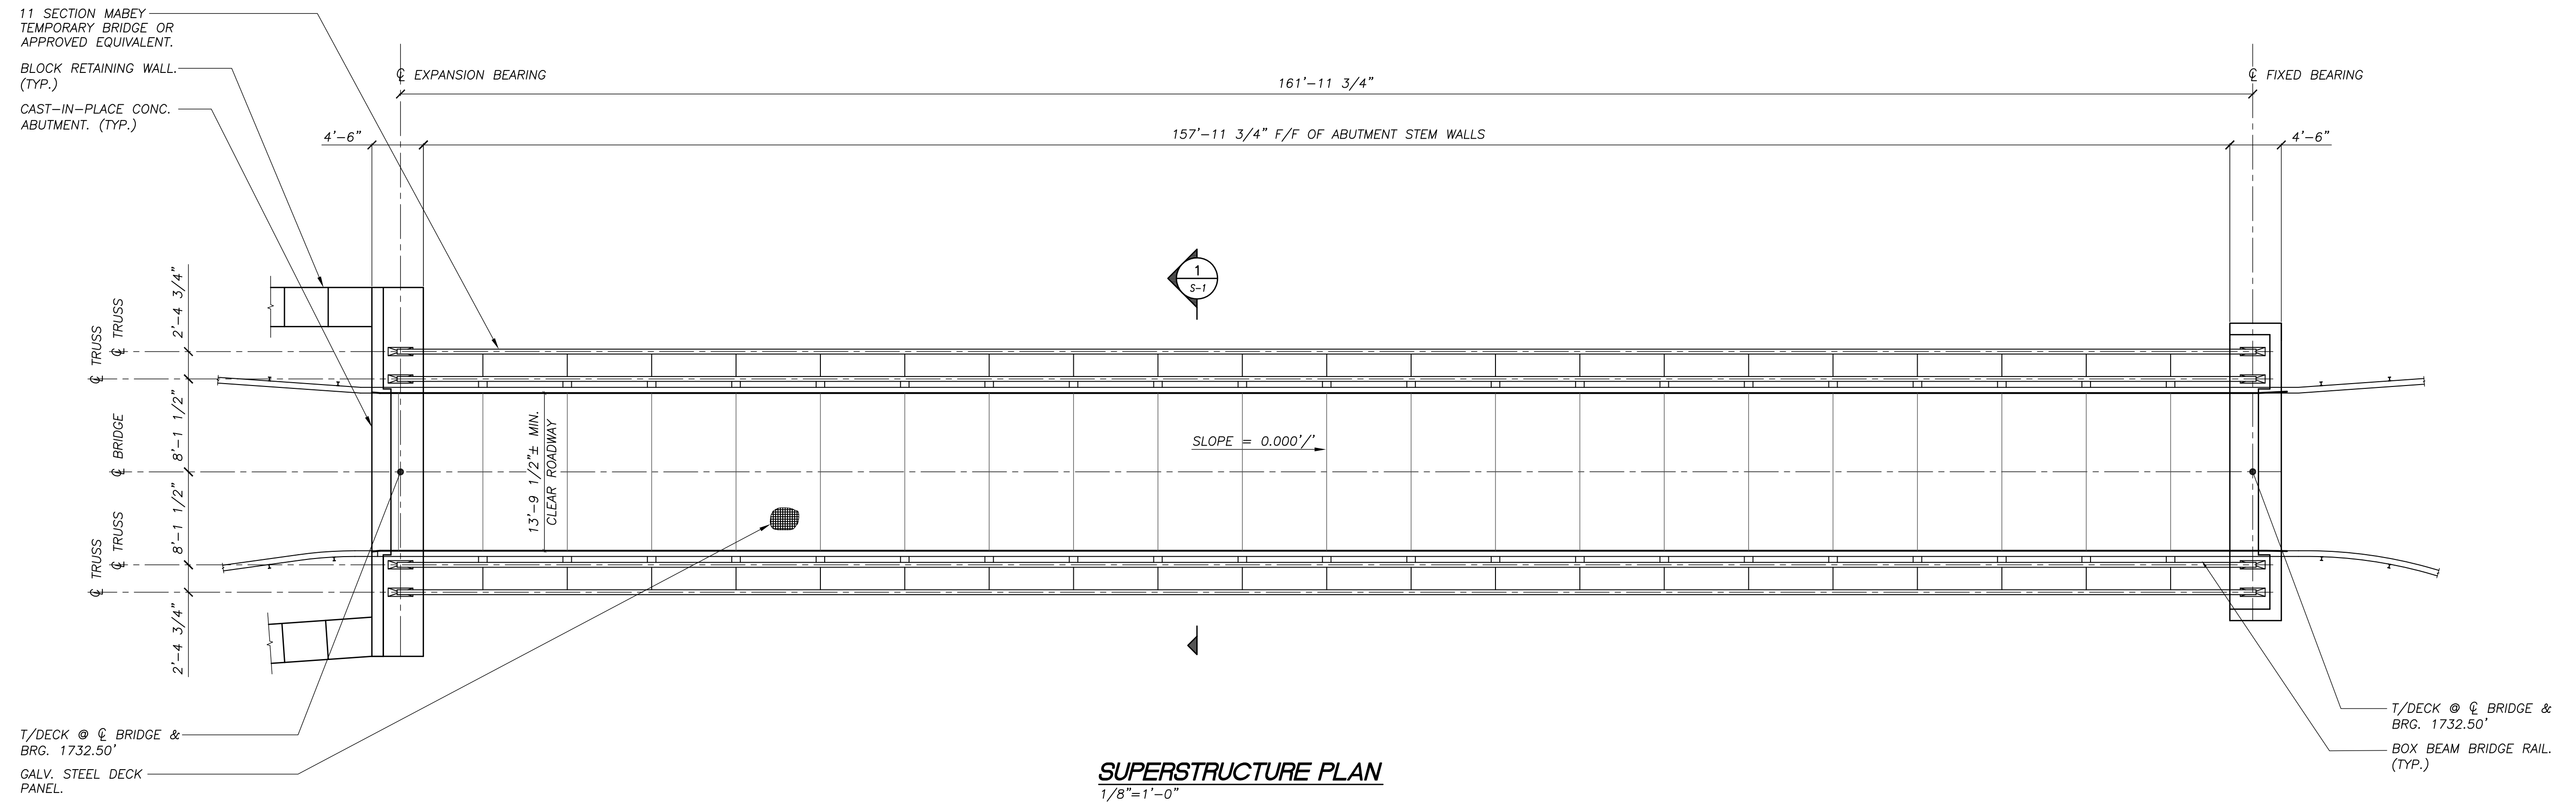 11 SECTION MABEY
TEMPORARY BRIDGE OR
APPROVED EQUIVALENT.
BLOCK RETAINING WALL.
(TYP.)
CAST-IN-PLACE CONC.
ABUTMENT. (TYP.)
℄ EXPANSION BEARING
161'-11 3/4"
℄ FIXED BEARING
4'-6"
157'-11 3/4" F/F OF ABUTMENT STEM WALLS
4'-6"
1
S-1
℄ TRUSS
℄ TRUSS
2'-4 3/4"
℄ BRIDGE
8'-1 1/2"
8'-1 1/2"
℄ TRUSS
℄ TRUSS
2'-4 3/4"
13'-9 1/2"± MIN.
CLEAR ROADWAY
SLOPE = 0.000'/'
T/DECK @ ℄ BRIDGE &
BRG. 1732.50'
GALV. STEEL DECK
PANEL.
T/DECK @ ℄ BRIDGE &
BRG. 1732.50'
BOX BEAM BRIDGE RAIL.
(TYP.)
SUPERSTRUCTURE PLAN
1/8"=1'-0"